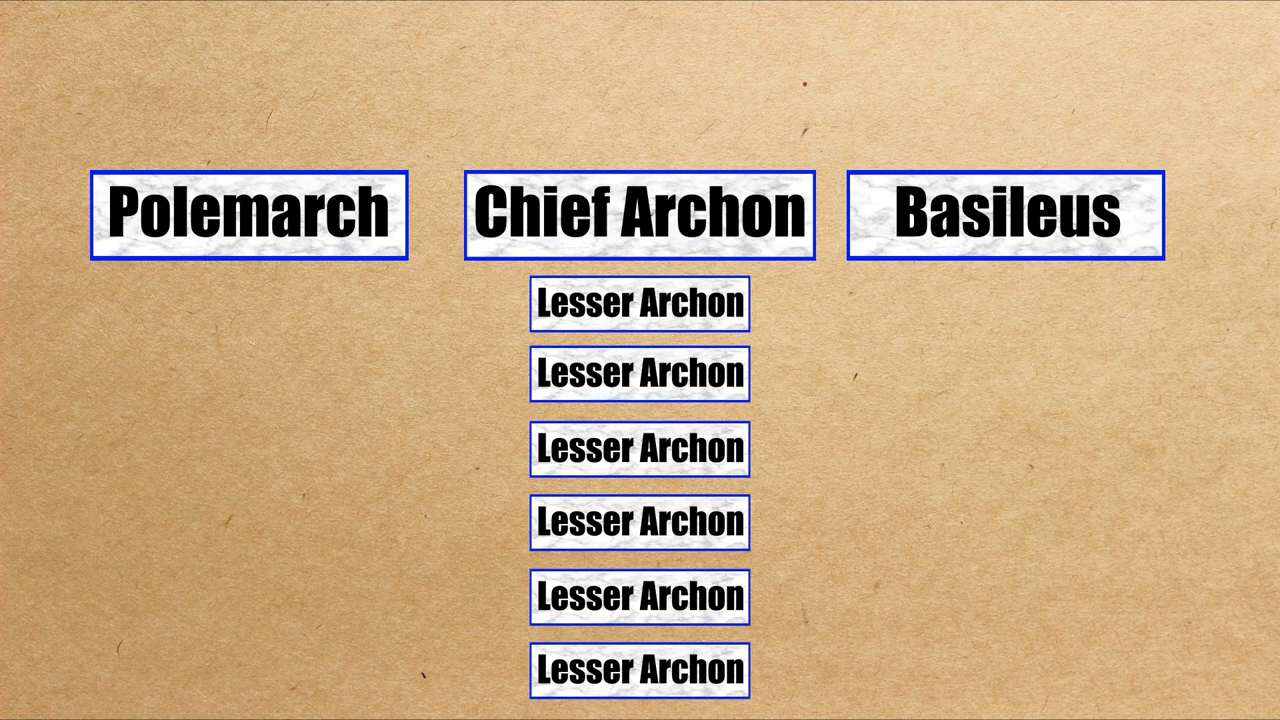 Polemarch
Chief Archon
Basileus
Lesser Archon
Lesser Archon
Lesser Archon
Lesser Archon
Lesser Archon
Lesser Archon